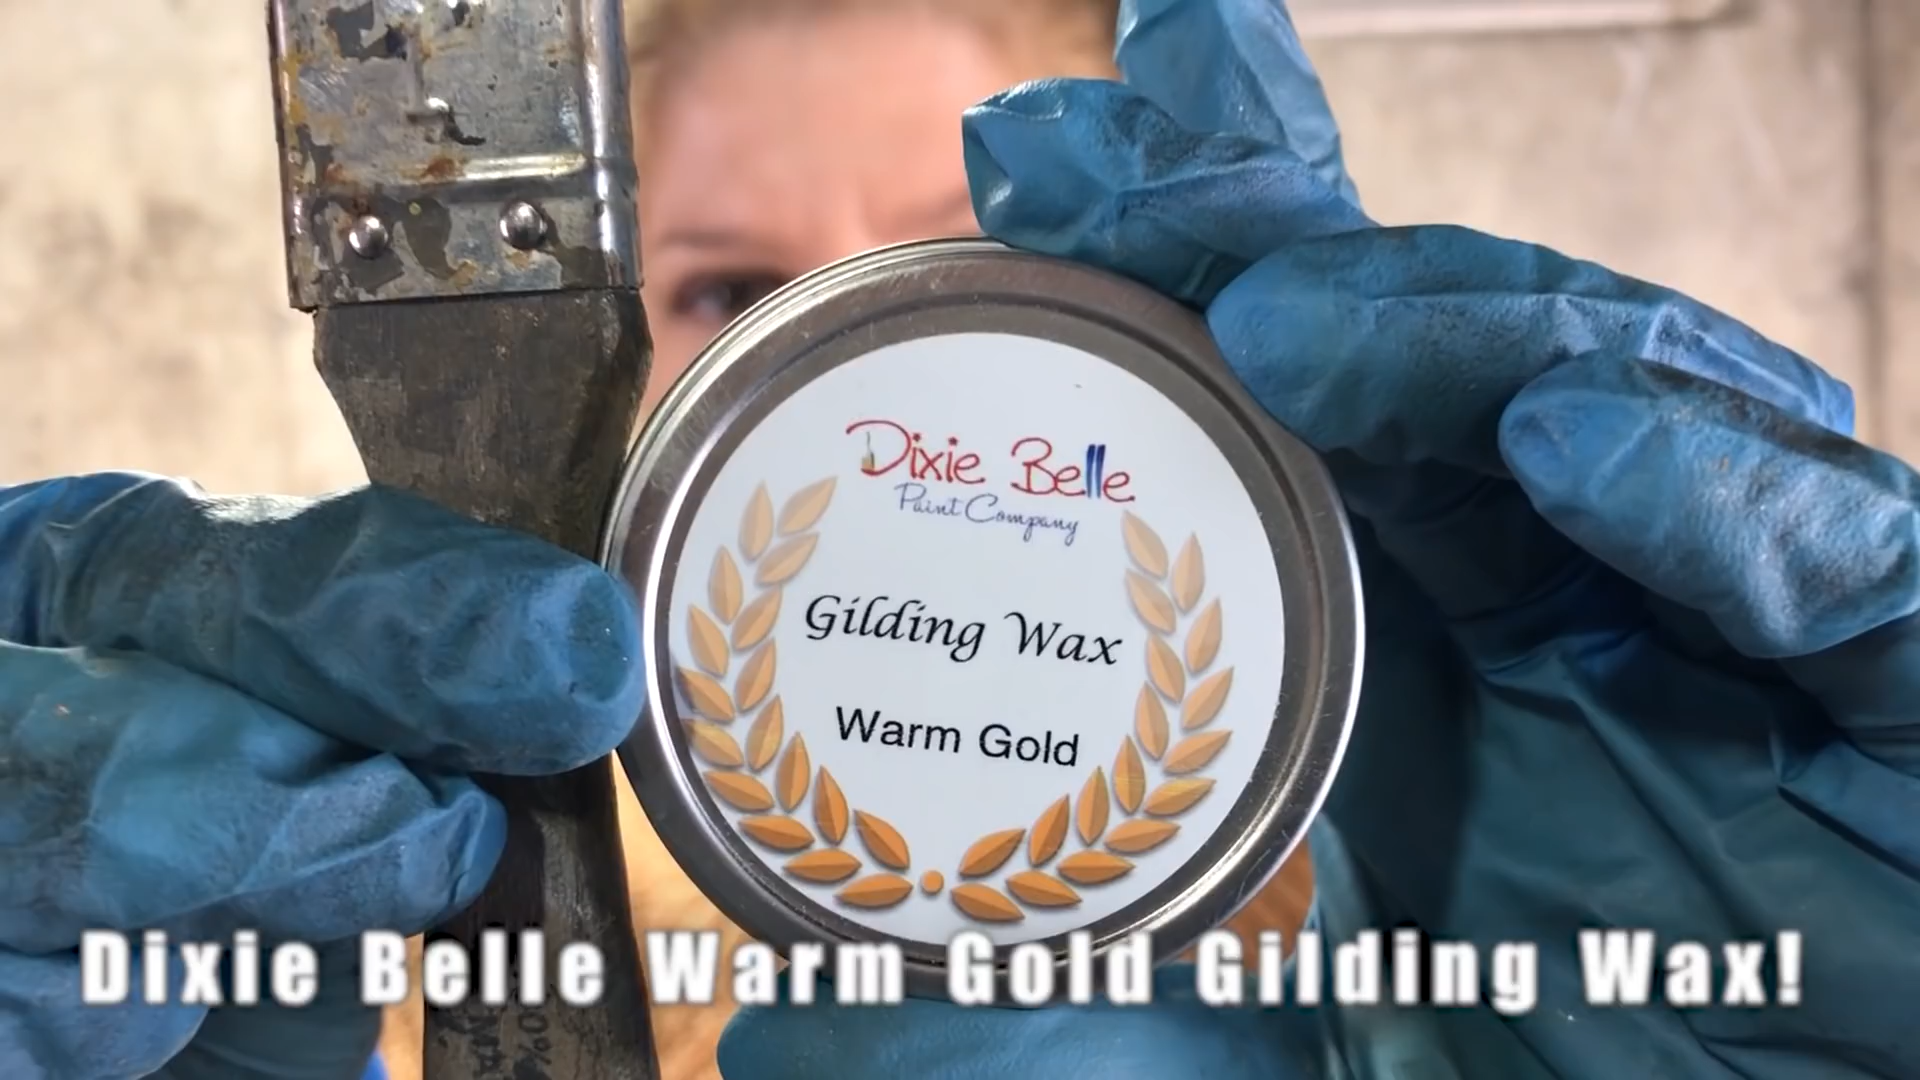 Dixie Belle
Paint Company
Gilding Wax
Warm Gold
Dixie Belle Warm Gold Gilding Wax!